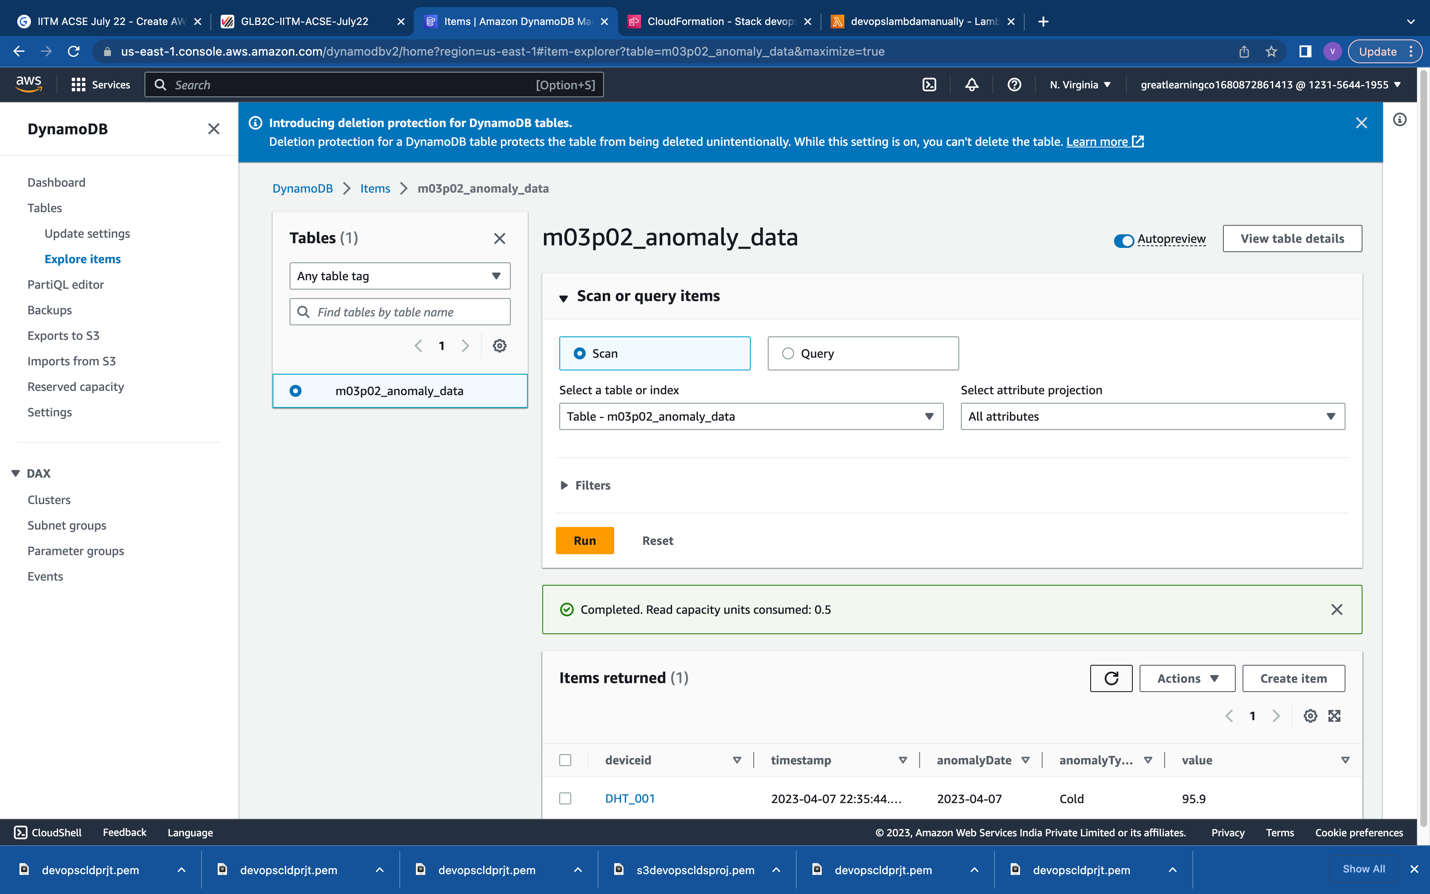 IITM ACSE July 22 - Create AW
GLB2C-IITM-ACSE-July22
Items | Amazon DynamoDB Ma
CloudFormation - Stack devops
devopslambdamanually - Lamb
us-east-1.console.aws.amazon.com/dynamodbv2/home?region=us-east-1#item-explorer?table=m03p02_anomaly_data&maximize=true
V
Update
aws
Services
Search
[Option+S]
N. Virginia
greatlearningco1680872861413 @ 1231-5644-1955
DynamoDB
Introducing deletion protection for DynamoDB tables.
Deletion protection for a DynamoDB table protects the table from being deleted unintentionally. While this setting is on, you can't delete the table. Learn more
Dashboard
Tables
Update settings
Explore items
PartiQL editor
Backups
Exports to S3
Imports from S3
Reserved capacity
Settings
DAX
Clusters
Subnet groups
Parameter groups
Events
DynamoDB
Items
m03p02_anomaly_data
Tables (1)
Any table tag
Find tables by table name
1
m03p02_anomaly_data
m03p02_anomaly_data
Autopreview
View table details
Scan or query items
Scan
Query
Select a table or index
Select attribute projection
Table - m03p02_anomaly_data
All attributes
Filters
Run
Reset
Completed. Read capacity units consumed: 0.5
Items returned (1)
Actions
Create item
1
deviceid
timestamp
anomalyDate
anomalyTy...
value
DHT_001
2023-04-07 22:35:44....
2023-04-07
Cold
95.9
CloudShell
Feedback
Language
© 2023, Amazon Web Services India Private Limited or its affiliates.
Privacy
Terms
Cookie preferences
devopscldprjt.pem
devopscldprjt.pem
devopscldprjt.pem
s3devopscldsproj.pem
devopscldprjt.pem
devopscldprjt.pem
Show All